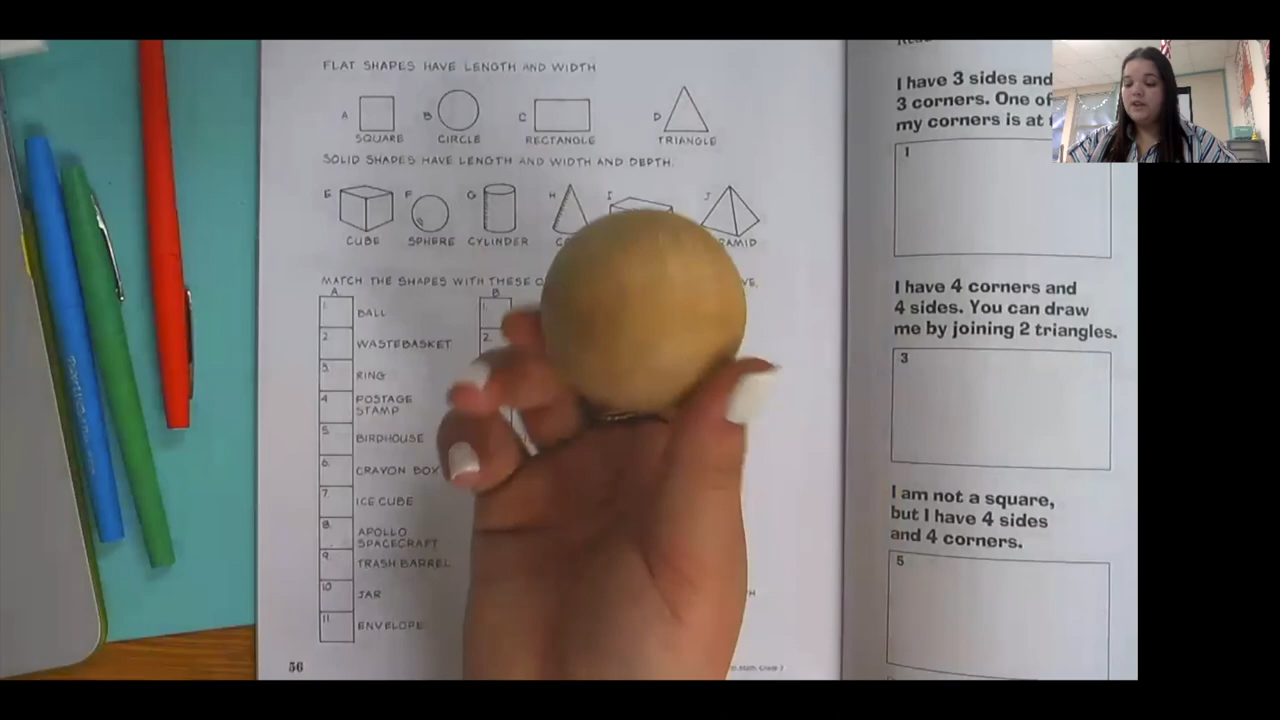 FLAT SHAPES HAVE LENGTH AND WIDTH
A B C D
SQUARE CIRCLE RECTANGLE TRIANGLE
SOLID SHAPES HAVE LENGTH AND WIDTH AND DEPTH.
E F G H I J
CUBE SPHERE CYLINDER
MATCH THE SHAPES WITH THESE
A B
1. BALL 1.
2 WASTEBASKET 2.
3. RING
4 POSTAGE
STAMP
5. BIRDHOUSE
6. CRAYON BOX
7. ICE CUBE
8. APOLLO
SPACECRAFT
9. TRASH BARREL
10 JAR
11. ENVELOPE
56
I have 3 sides and
3 corners. One of
my corners is at
1
I have 4 corners and
4 sides. You can draw
me by joining 2 triangles.
3
I am not a square,
but I have 4 sides
and 4 corners.
5